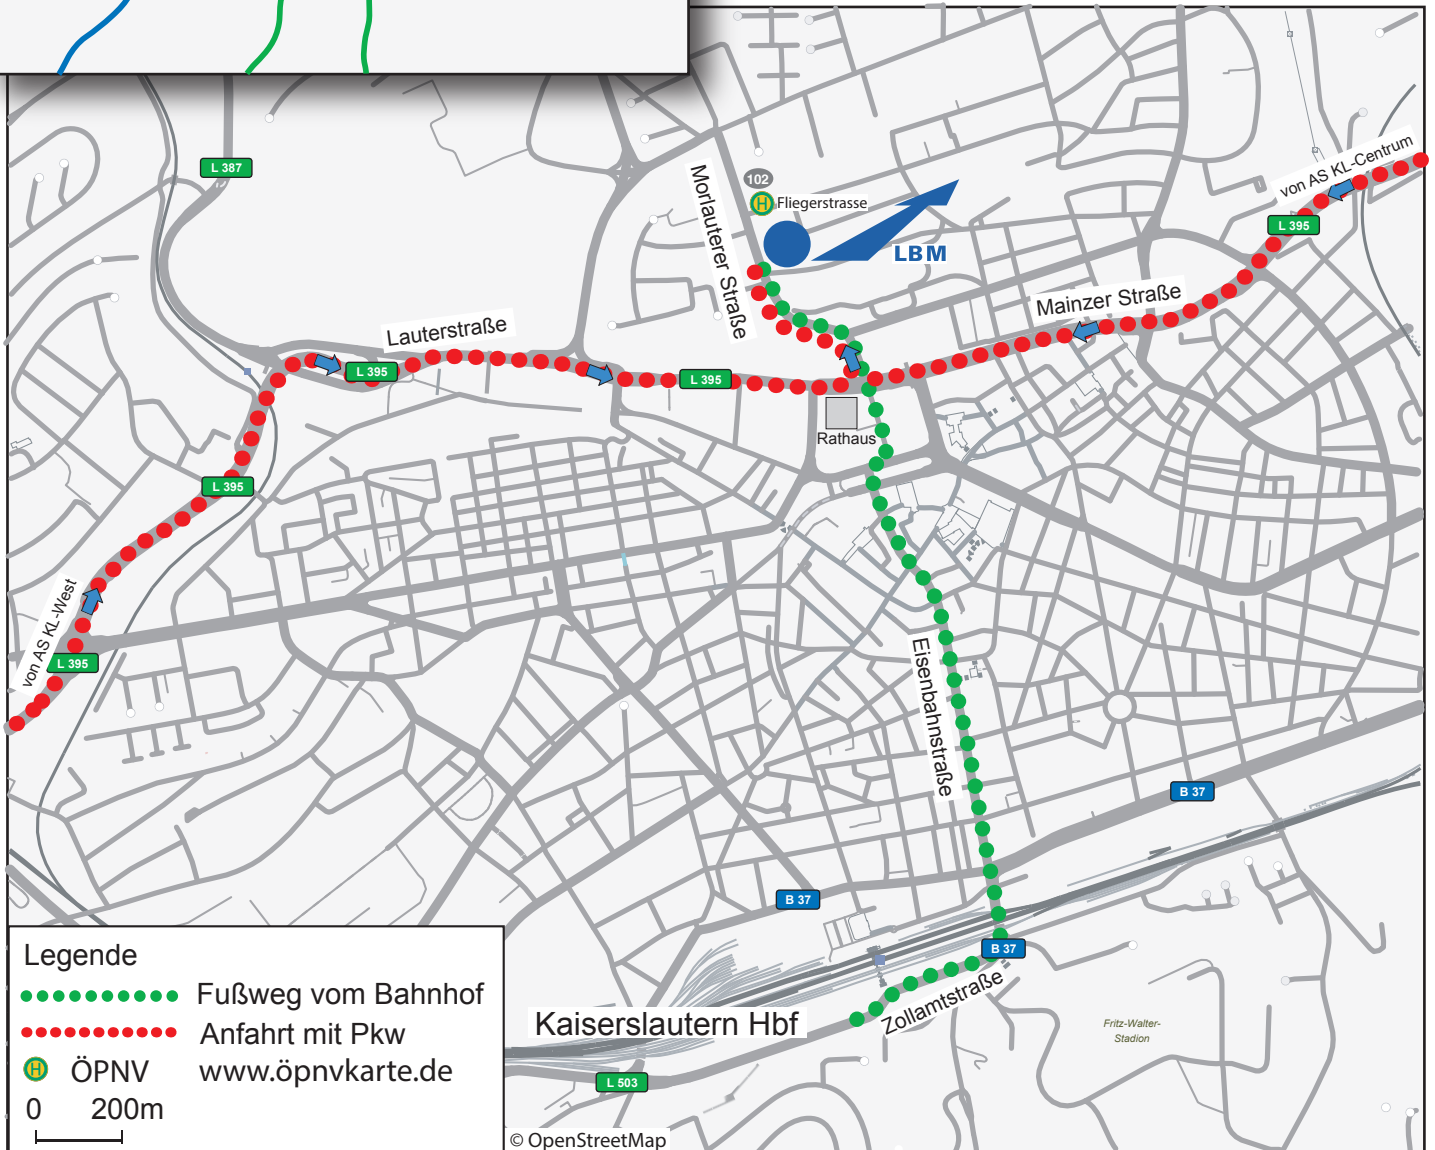 L 387
102
Fliegerstrasse
Morlauterer Straße
LBM
von AS KL-Centrum
L 395
Mainzer Straße
Lauterstraße
L 395
L 395
Rathaus
L 395
von AS KL-West
L 395
Eisenbahnstraße
B 37
B 37
B 37
Zollamtstraße
Kaiserslautern Hbf
Fritz-Walter-
Stadion
L 503
Legende
Fußweg vom Bahnhof
Anfahrt mit Pkw
H ÖPNV www.öpnvkarte.de
0 200m
© OpenStreetMap